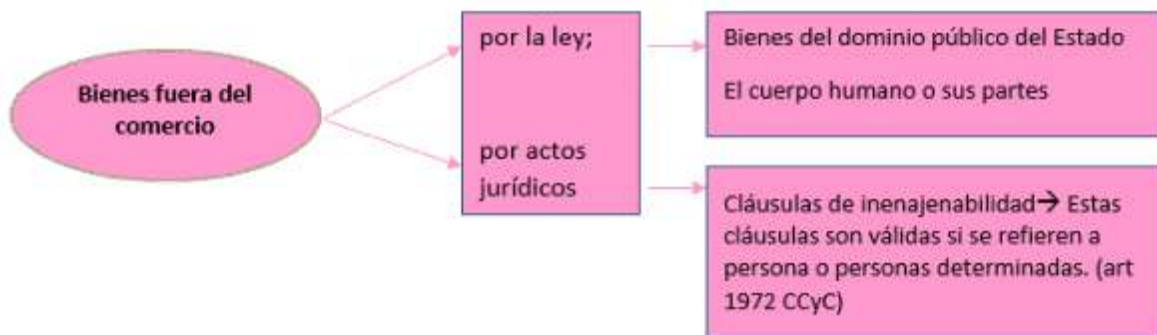 Bienes fuera del
comercio
por la ley;
por actos
jurídicos
Bienes del dominio público del Estado
El cuerpo humano o sus partes
Cláusulas de inenajenabilidad→ Estas
cláusulas son válidas si se refieren a
persona o personas determinadas. (art
1972 CCyC)